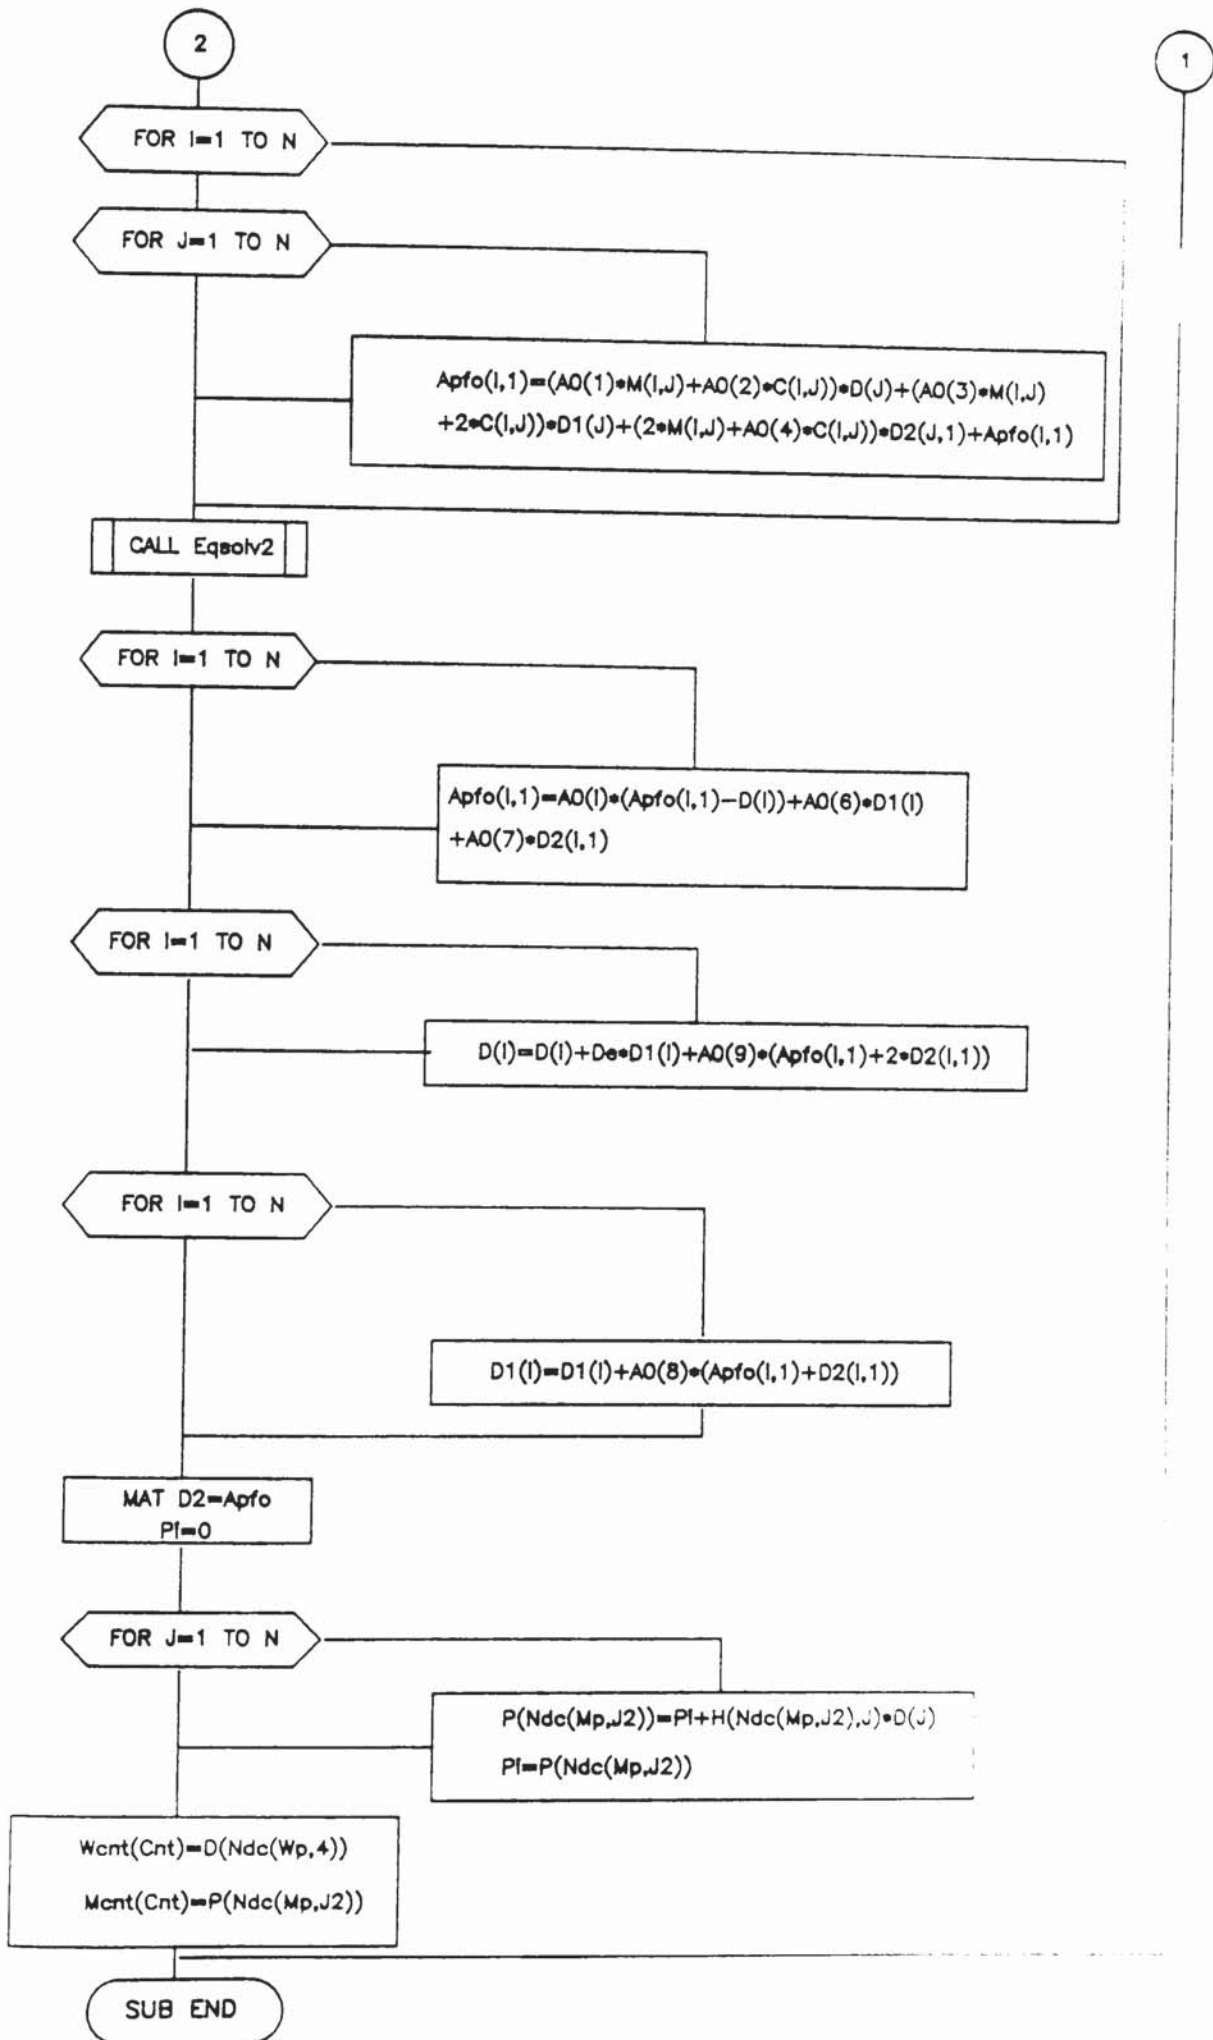 2
1
FOR I=1 TO N
FOR J=1 TO N
Apfo(I,1)=(A0(1)*M(I,J)+A0(2)*C(I,J))*D(J)+(A0(3)*M(I,J)
+2*C(I,J))*D1(J)+(2*M(I,J)+A0(4)*C(I,J))*D2(J,1)+Apfo(I,1)
CALL Eqsolv2
FOR I=1 TO N
Apfo(I,1)=A0(I)*(Apfo(I,1)-D(I))+A0(6)*D1(I)
+A0(7)*D2(I,1)
FOR I=1 TO N
D(I)=D(I)+De*D1(I)+A0(9)*(Apfo(I,1)+2*D2(I,1))
FOR I=1 TO N
D1(I)=D1(I)+A0(8)*(Apfo(I,1)+D2(I,1))
MAT D2=Apfo
Pl=0
FOR J=1 TO N
P(Ndc(Mp,J2))=Pl+H(Ndc(Mp,J2),J)*D(J)
Pl=P(Ndc(Mp,J2))
Wcnt(Cnt)=D(Ndc(Wp,4))
Mcnt(Cnt)=P(Ndc(Mp,J2))
SUB END